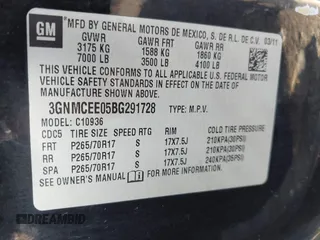 GM
MFD BY GENERAL MOTORS DE MEXICO, S. DE R.L. DE C.V. 03/11
GVWR GAWR FRT GAWR RR
3175 KG 1588 KG 1860 KG
7000 LB 3500 LB 4100 LB
THIS VEHICLE CONFORMS TO ALL APPLICABLE U.S. FEDERAL MOTOR
VEHICLE SAFETY STANDARDS IN EFFECT ON THE DATE OF
MANUFACTURE SHOWN ABOVE.
3GNMCEE05BG291728 TYPE: M.P.V.
MODEL: C10936
CDC5 TIRE SIZE SPEED RTG RIM COLD TIRE PRESSURE
FRT P265/70R17 S 17X7.5J 210KPA(30PSI)
RR P265/70R17 S 17X7.5J 210KPA(30PSI)
SPA P265/70R17 S 17X7.5J 240KPA(35PSI)
SEE OWNER'S MANUAL FOR ADDITIONAL INFORMATION
DREAMBID